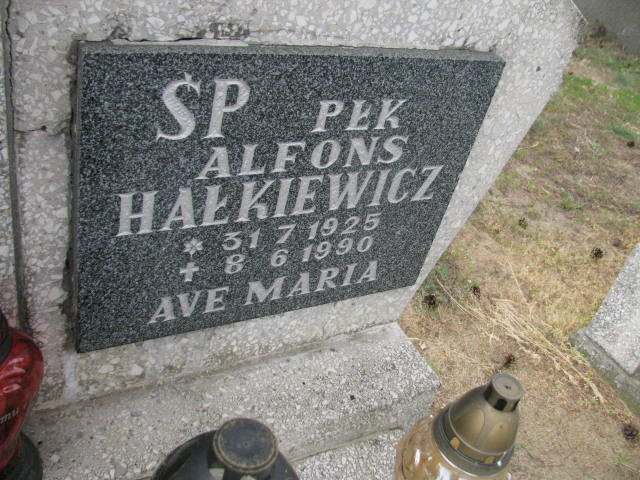 ŚP PŁK
ALFONS
HAŁKIEWICZ
* 31 7 1925
+ 8 6 1990
AVE MARIA